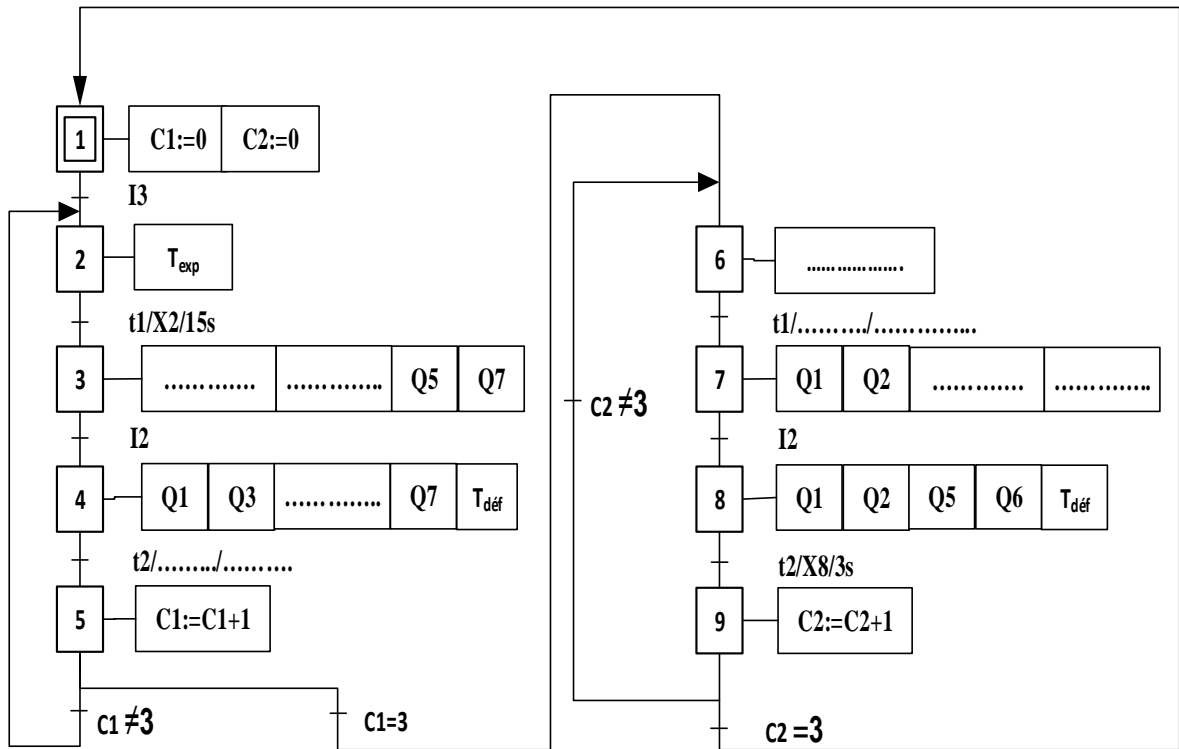 1
C1:=0 C2:=0
I3
2
Texp
t1/X2/15s
3
…………. ………….. Q5 Q7
I2
4
Q1 Q3 ………….. Q7 Tdéf
t2/………/……….
5
C1:=C1+1
C1 ≠3
C1=3
C2 ≠3
6
……………….
t1/………./…………...
7
Q1 Q2 …………. …………..
I2
8
Q1 Q2 Q5 Q6 Tdéf
t2/X8/3s
9
C2:=C2+1
C2 =3